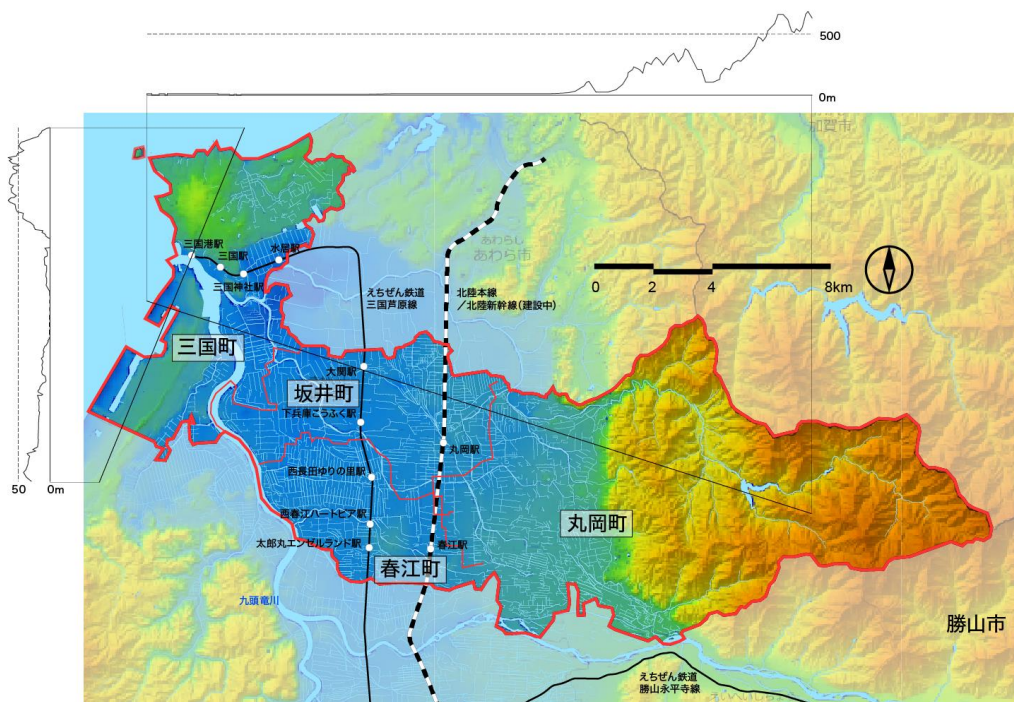 500
0m
加賀市
三国港駅
三国駅
水居駅
三国神社駅
あわらし
あわら市
えちぜん鉄道
三国芦原線
北陸本線
／北陸新幹線(建設中)
0 2 4 8km
三国町
大関駅
坂井町
下兵庫こうふく駅
丸岡駅
西長田ゆりの里駅
50 0m
西春江ハートピア駅
丸岡町
太郎丸エンゼルランド駅
春江駅
春江町
九頭竜川
勝山市
えちぜん鉄道
勝山永平寺線